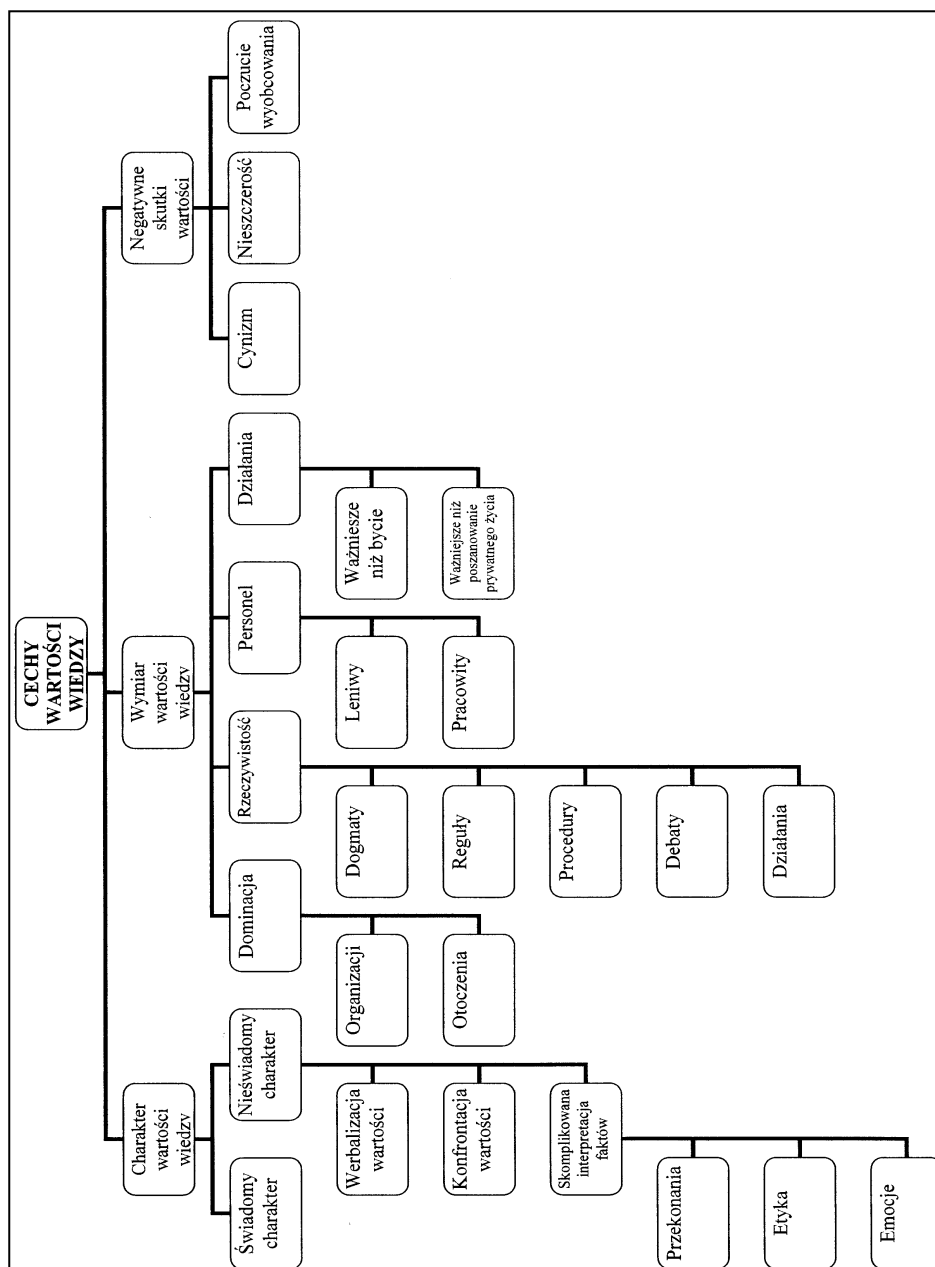 CECHY
WARTOŚCI
WIEDZY
Charakter
wartości
wiedzy
Wymiar
wartości
wiedzy
Negatywne
skutki
wartości
Świadomy
charakter
Nieświadomy
charakter
Dominacja
Rzeczywistość
Personel
Działania
Cynizm
Nieszczerość
Poczucie
wyobcowania
Werbalizacja
wartości
Organizacji
Dogmaty
Leniwy
Ważniesze
niż bycie
Konfrontacja
wartości
Otoczenia
Reguły
Pracowity
Ważniejsze niż
poszanowanie
prywatnego życia
Skomplikowana
interpretacja
faktów
Procedury
Przekonania
Debaty
Etyka
Działania
Emocje